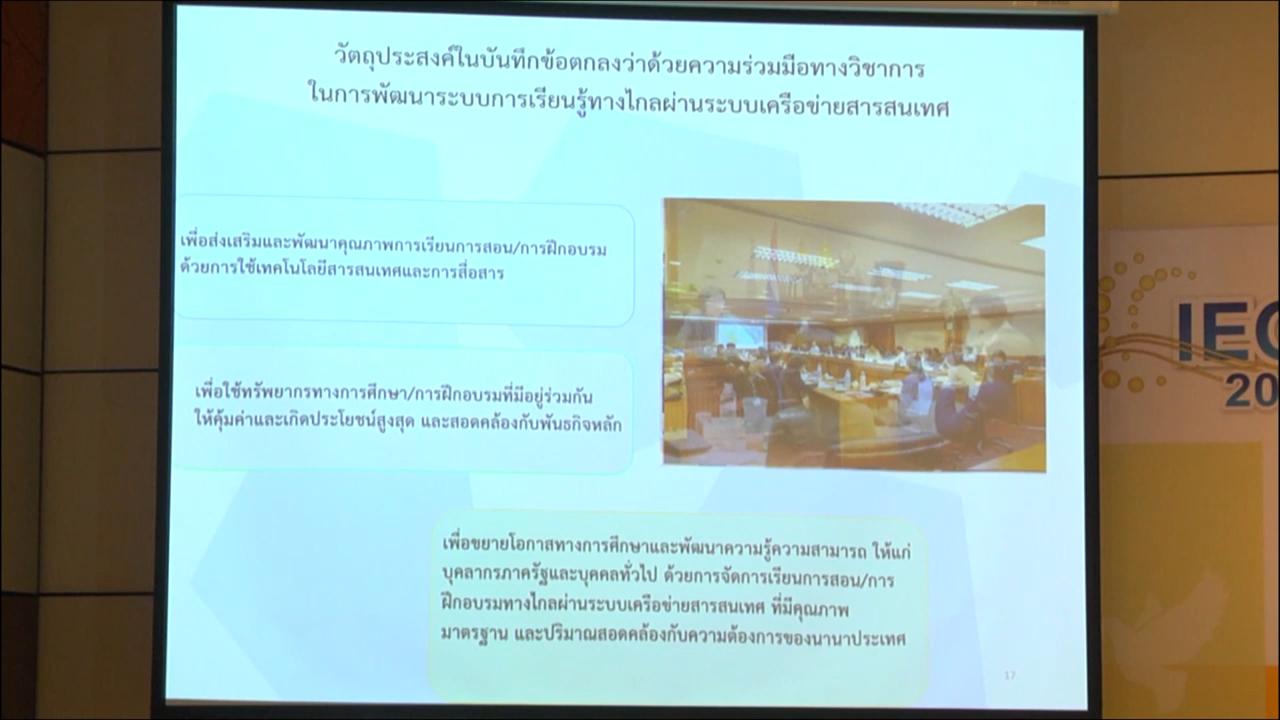 วัตถุประสงค์ในบันทึกข้อตกลงว่าด้วยความร่วมมือทางวิชาการ
ในการพัฒนาระบบการเรียนรู้ทางไกลผ่านระบบเครือข่ายสารสนเทศ
เพื่อส่งเสริมและพัฒนาคุณภาพการเรียนการสอน/การฝึกอบรม
ด้วยการใช้เทคโนโลยีสารสนเทศและการสื่อสาร
เพื่อใช้ทรัพยากรทางการศึกษา/การฝึกอบรมที่มีอยู่ร่วมกัน
ให้คุ้มค่าและเกิดประโยชน์สูงสุด และสอดคล้องกับพันธกิจหลัก
เพื่อขยายโอกาสทางการศึกษาและพัฒนาความรู้ความสามารถ ให้แก่
บุคลากรภาครัฐและบุคคลทั่วไป ด้วยการจัดการเรียนการสอน/การ
ฝึกอบรมทางไกลผ่านระบบเครือข่ายสารสนเทศ ที่มีคุณภาพ
มาตรฐาน และปริมาณสอดคล้องกับความต้องการของนานาประเทศ
17
IEC
20